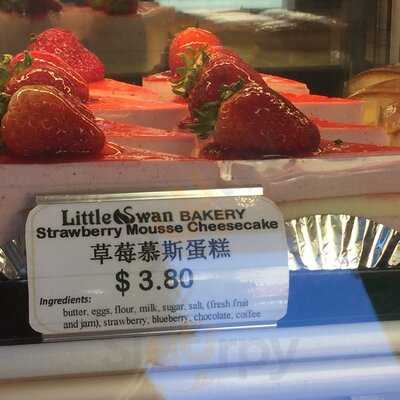 Little Swan BAKERY
Strawberry Mousse Cheesecake
草莓慕斯蛋糕
$3.80
Ingredients:
butter, eggs, flour, milk, sugar, salt, (fresh fruit
and jam), strawberry, blueberry, chocolate, coffee